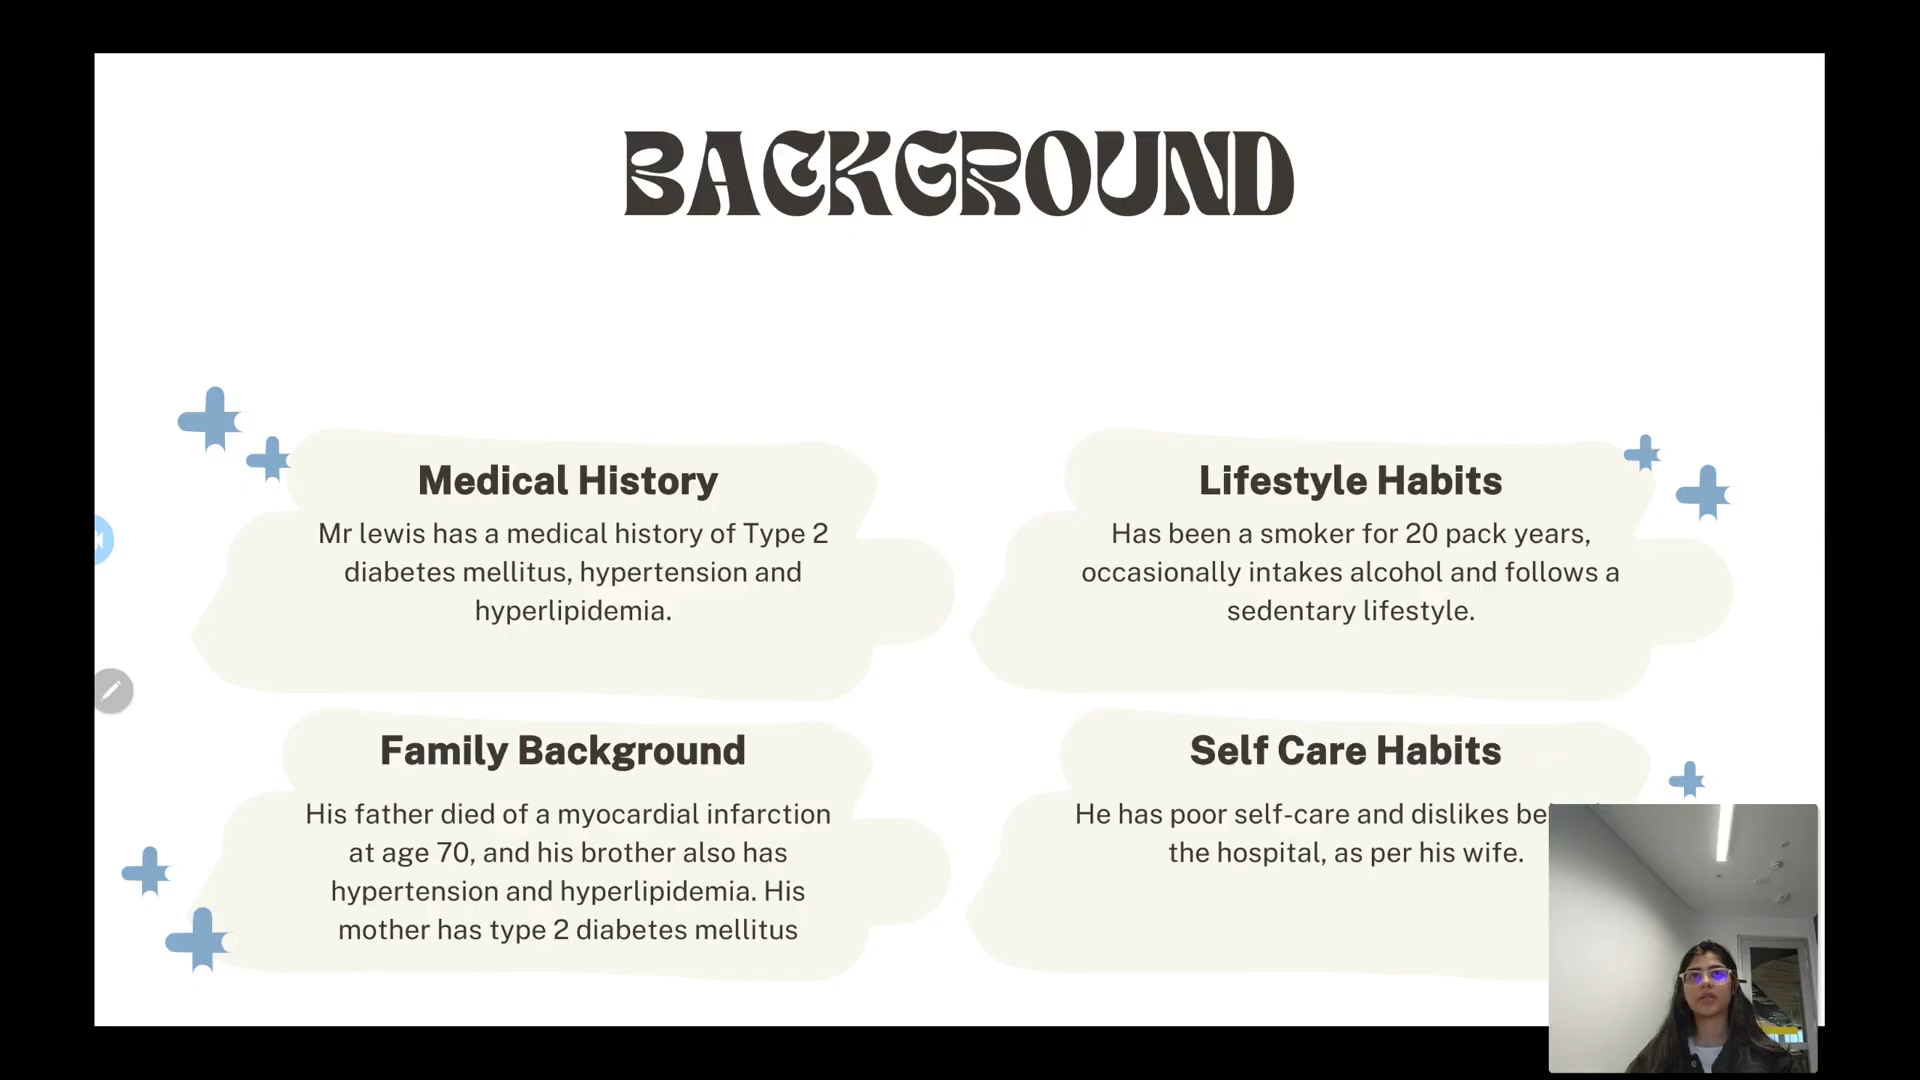 BACKGROUND
Medical History
Mr lewis has a medical history of Type 2
diabetes mellitus, hypertension and
hyperlipidemia.
Lifestyle Habits
Has been a smoker for 20 pack years,
occasionally intakes alcohol and follows a
sedentary lifestyle.
Family Background
His father died of a myocardial infarction
at age 70, and his brother also has
hypertension and hyperlipidemia. His
mother has type 2 diabetes mellitus
Self Care Habits
He has poor self-care and dislikes
the hospital, as per his wife.